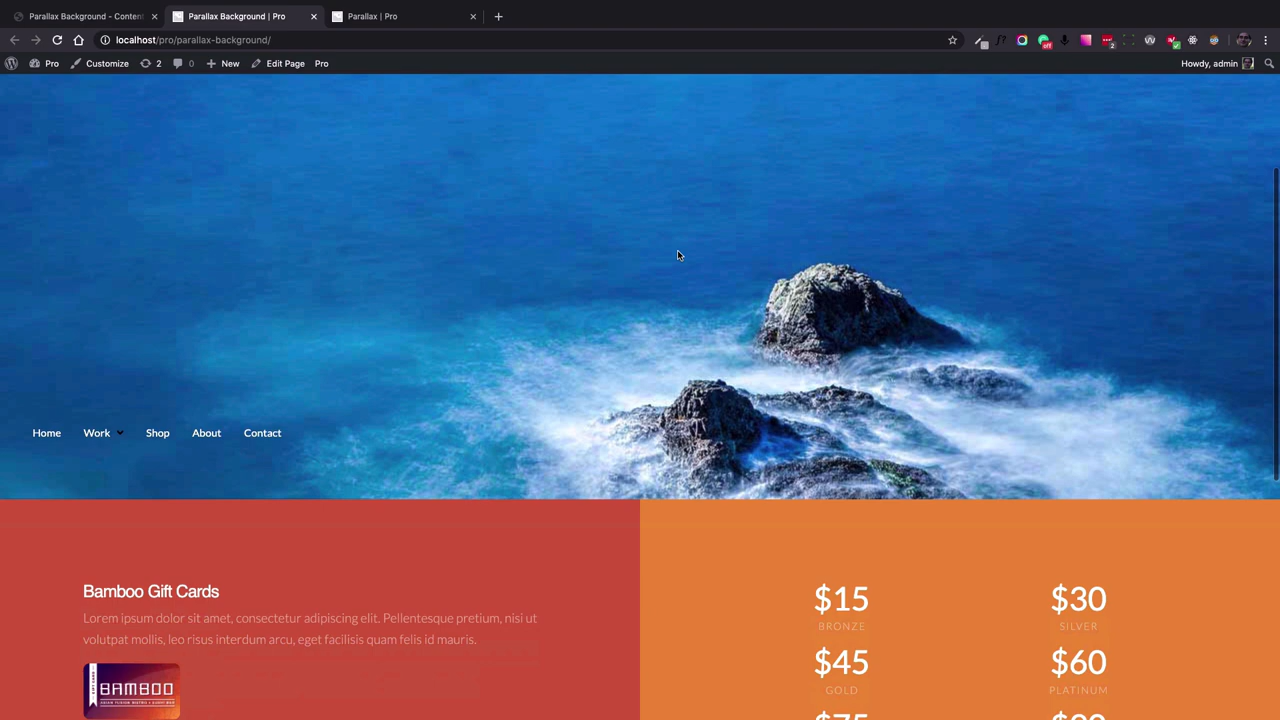 Parallax Background - Conten
Parallax Background | Pro
Parallax | Pro
localhost/pro/parallax-background/
off
2
Pro
Customize
2
0
New
Edit Page
Pro
Howdy, admin
Home
Work
Shop
About
Contact
Bamboo Gift Cards
Lorem ipsum dolor sit amet, consectetur adipiscing elit. Pellentesque pretium, nisi ut
volutpat mollis, leo risus interdum arcu, eget facilisis quam felis id mauris.
BAMBOO
$15
$30
BRONZE
SILVER
$45
$60
GOLD
PLATINUM